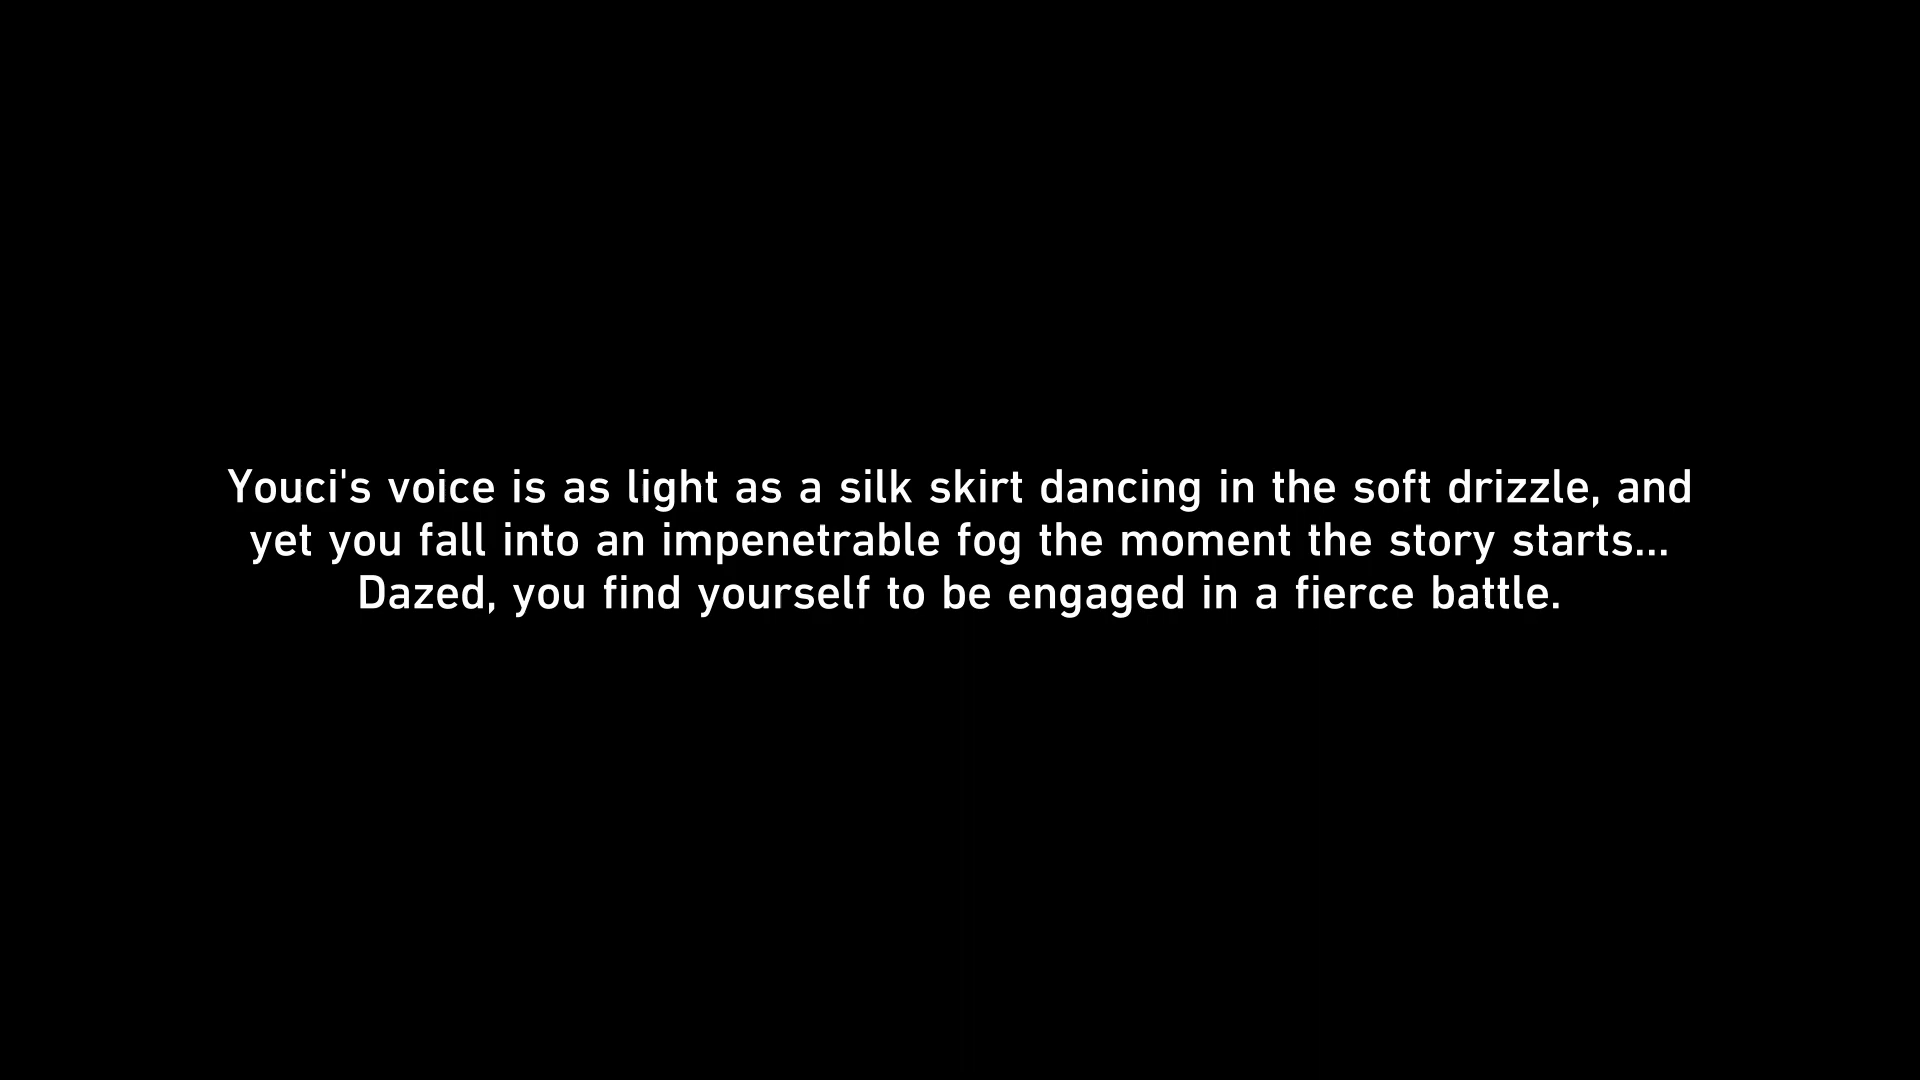 Youci's voice is as light as a silk skirt dancing in the soft drizzle, and
yet you fall into an impenetrable fog the moment the story starts...
Dazed, you find yourself to be engaged in a fierce battle.